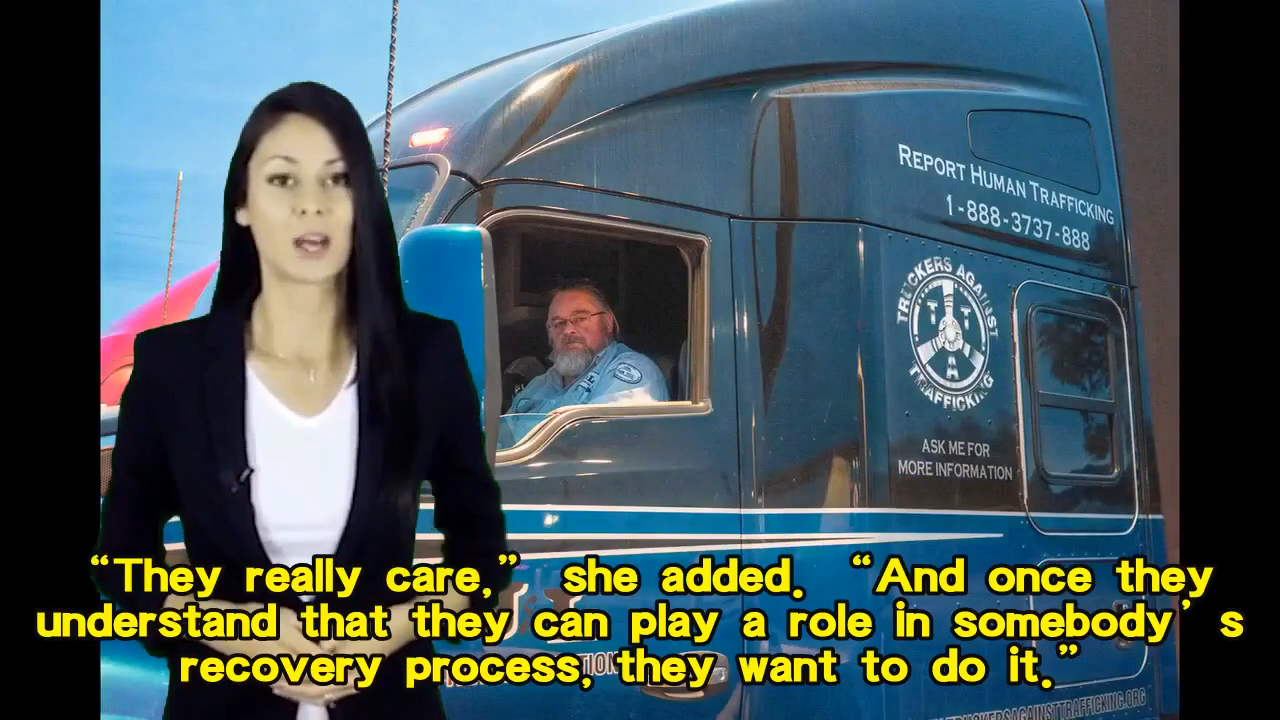 REPORT HUMAN TRAFFICKING
1-888-3737-888
TRUCKERS AGAINST
TRAFFICKING
T T
ASK ME FOR
MORE INFORMATION
“They really care,” she added. “And once they
understand that they can play a role in somebody’s
recovery process, they want to do it.”
TRUCKERSAGAINSTTRAFFICKING.ORG